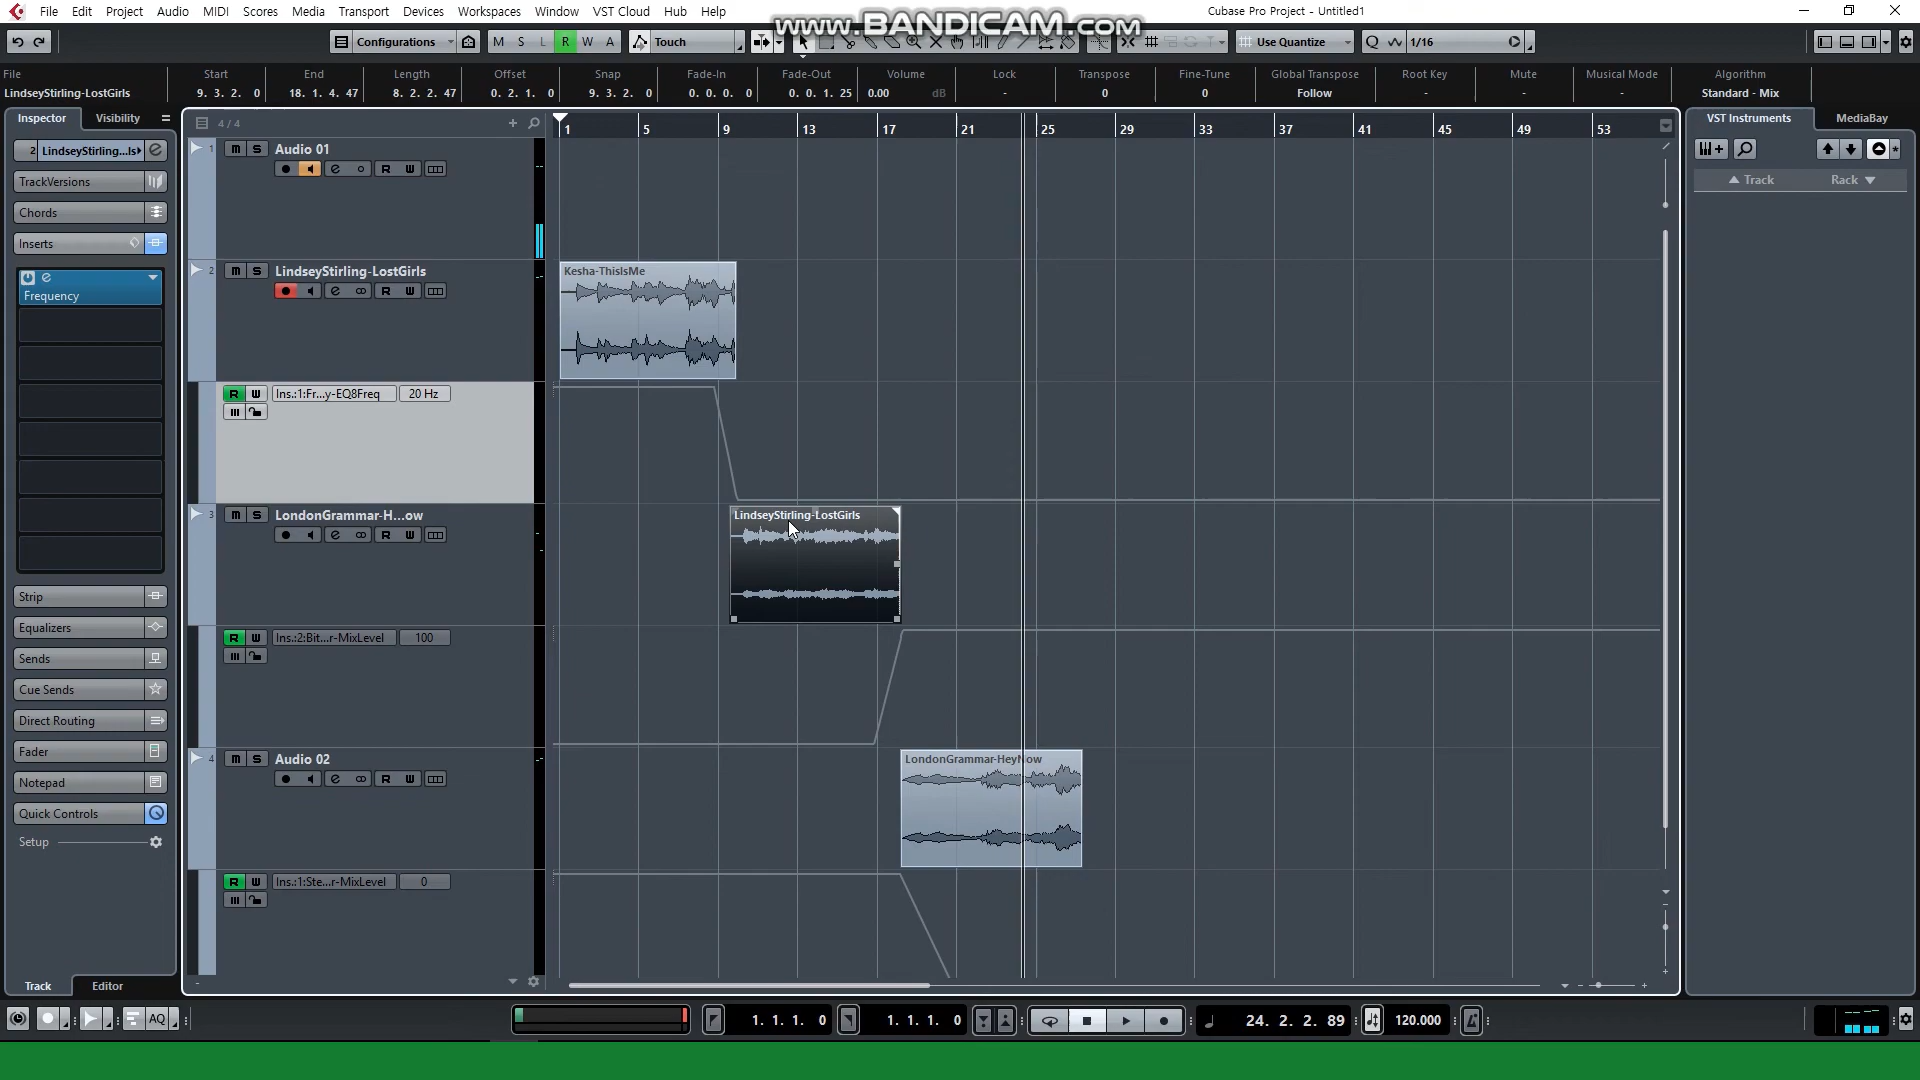 File Edit Project Audio MIDI Scores Media Transport Devices Workspaces Window VST Cloud Hub Help
www.BANDICAM.com
Cubase Pro Project - Untitled1
Configurations M S L R W A Touch Use Quantize Q 1/16
File Start End Length Offset Snap Fade-In Fade-Out Volume Lock Transpose Fine-Tune Global Transpose Root Key Mute Musical Mode Algorithm
LindseyStirling-LostGirls 9. 3. 2. 0 18. 1. 4. 47 8. 2. 2. 47 0. 2. 1. 0 9. 3. 2. 0 0. 0. 0. 0 0. 0. 1. 25 0.00 dB - 0 0 Follow - - - Standard - Mix
Inspector Visibility
4 / 4
1 5 9 13 17 21 25 29 33 37 41 45 49 53
VST Instruments MediaBay
2 LindseyStirling...ls
TrackVersions
Chords
Inserts
Frequency
Strip
Equalizers
Sends
Cue Sends
Direct Routing
Fader
Notepad
Quick Controls
Setup
Track Editor
1 m S Audio 01
e R W
2 m S LindseyStirling-LostGirls
e R W
Kesha-ThisIsMe
R W Ins.:1:Fr...y-EQ8Freq 20 Hz
3 m S LondonGrammar-H...ow
e R W
LindseyStirling-LostGirls
R W Ins.:2:Bit...r-MixLevel 100
4 m S Audio 02
e R W
LondonGrammar-HeyNow
R W Ins.:1:Ste...r-MixLevel 0
Track Rack
AQ 1. 1. 1. 0 1. 1. 1. 0 24. 2. 2. 89 120.000